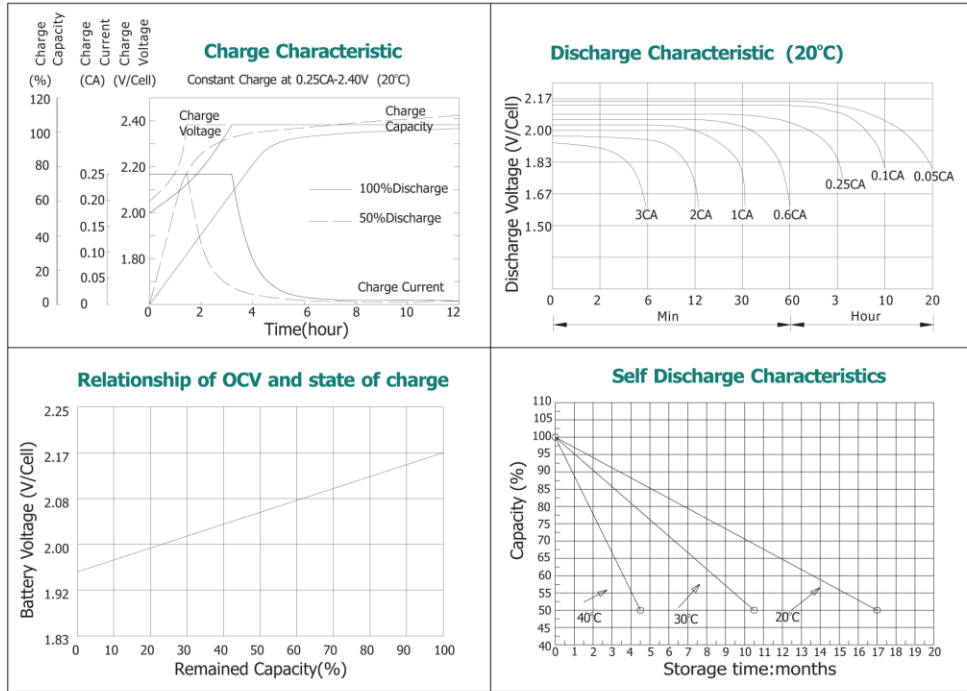 Charge Capacity
Charge Current
Charge Voltage
(%) (CA) (V/Cell)
Charge Characteristic
Constant Charge at 0.25CA-2.40V (20°C)
120
100
80
60
40
20
0
0.25
0.20
0.15
0.10
0.05
0
2.40
2.20
2.00
1.80
Charge Voltage
Charge Capacity
100%Discharge
50%Discharge
Charge Current
0 2 4 6 8 10 12
Time(hour)
Discharge Characteristic (20°C)
Discharge Voltage (V/Cell)
2.17
2.00
1.83
1.67
1.50
3CA 2CA 1CA 0.6CA 0.25CA 0.1CA 0.05CA
0 2 6 12 30 60 3 10 20
Min Hour
Relationship of OCV and state of charge
Battery Voltage (V/Cell)
2.25
2.17
2.08
2.00
1.92
1.83
0 10 20 30 40 50 60 70 80 90 100
Remained Capacity(%)
Self Discharge Characteristics
Capacity (%)
110
105
100
95
90
85
80
75
70
65
60
55
50
45
40
40°C 30°C 20°C
0 1 2 3 4 5 6 7 8 9 10 11 12 13 14 15 16 17 18 19 20
Storage time:months